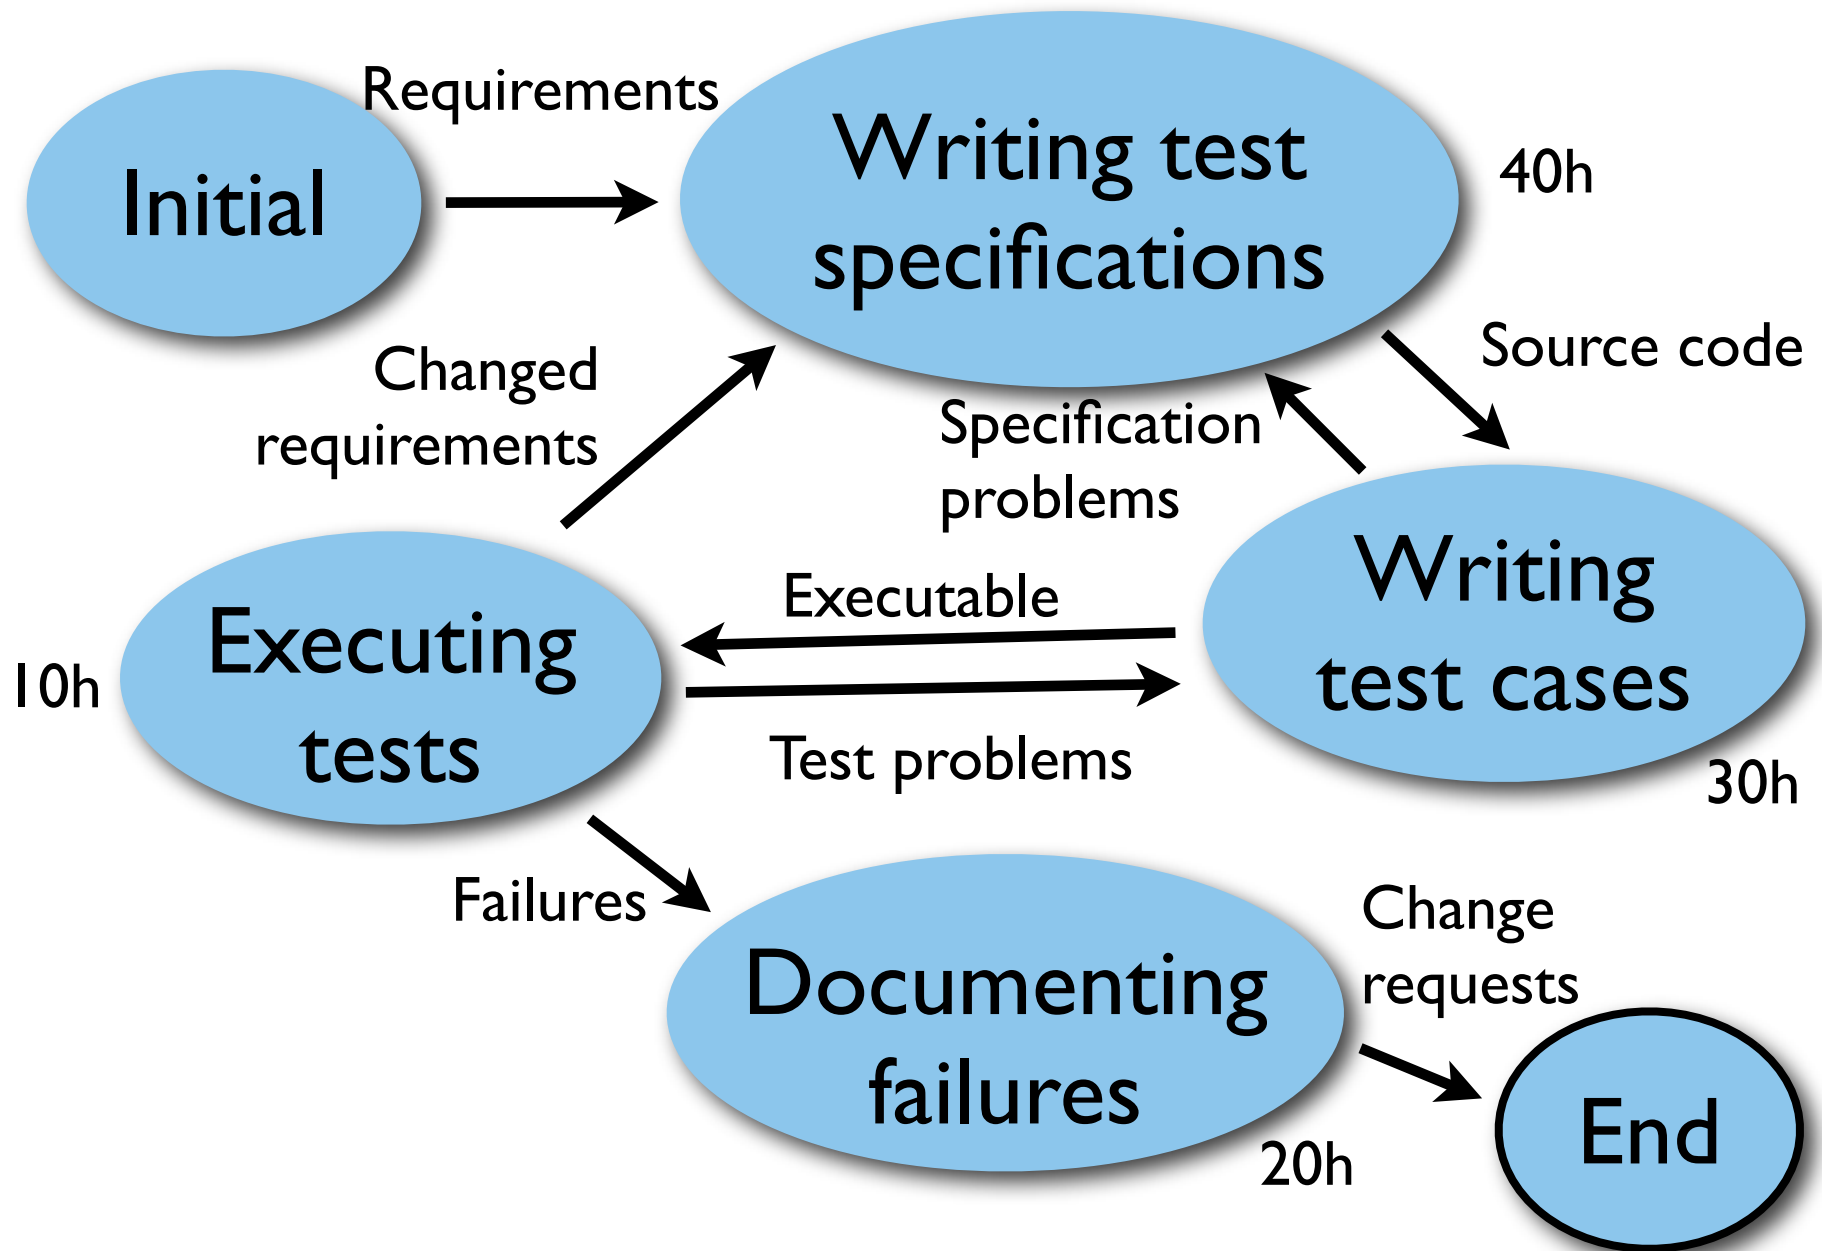 Requirements
Initial
Writing test
specifications
40h
Changed
requirements
Source code
Specification
problems
Executable
Executing
tests
10h
Writing
test cases
30h
Test problems
Failures
Documenting
failures
20h
Change
requests
End